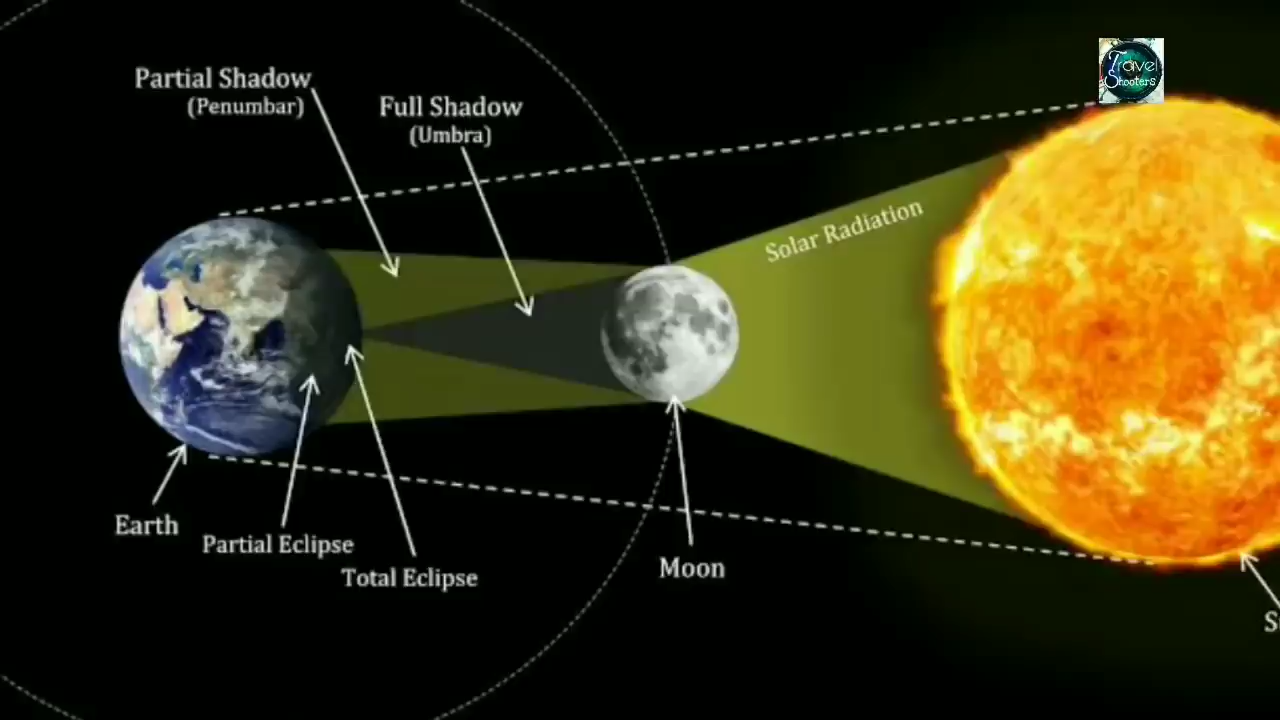 Travel
Shooters
Partial Shadow
(Penumbar)
Full Shadow
(Umbra)
Solar Radiation
Earth
Partial Eclipse
Total Eclipse
Moon